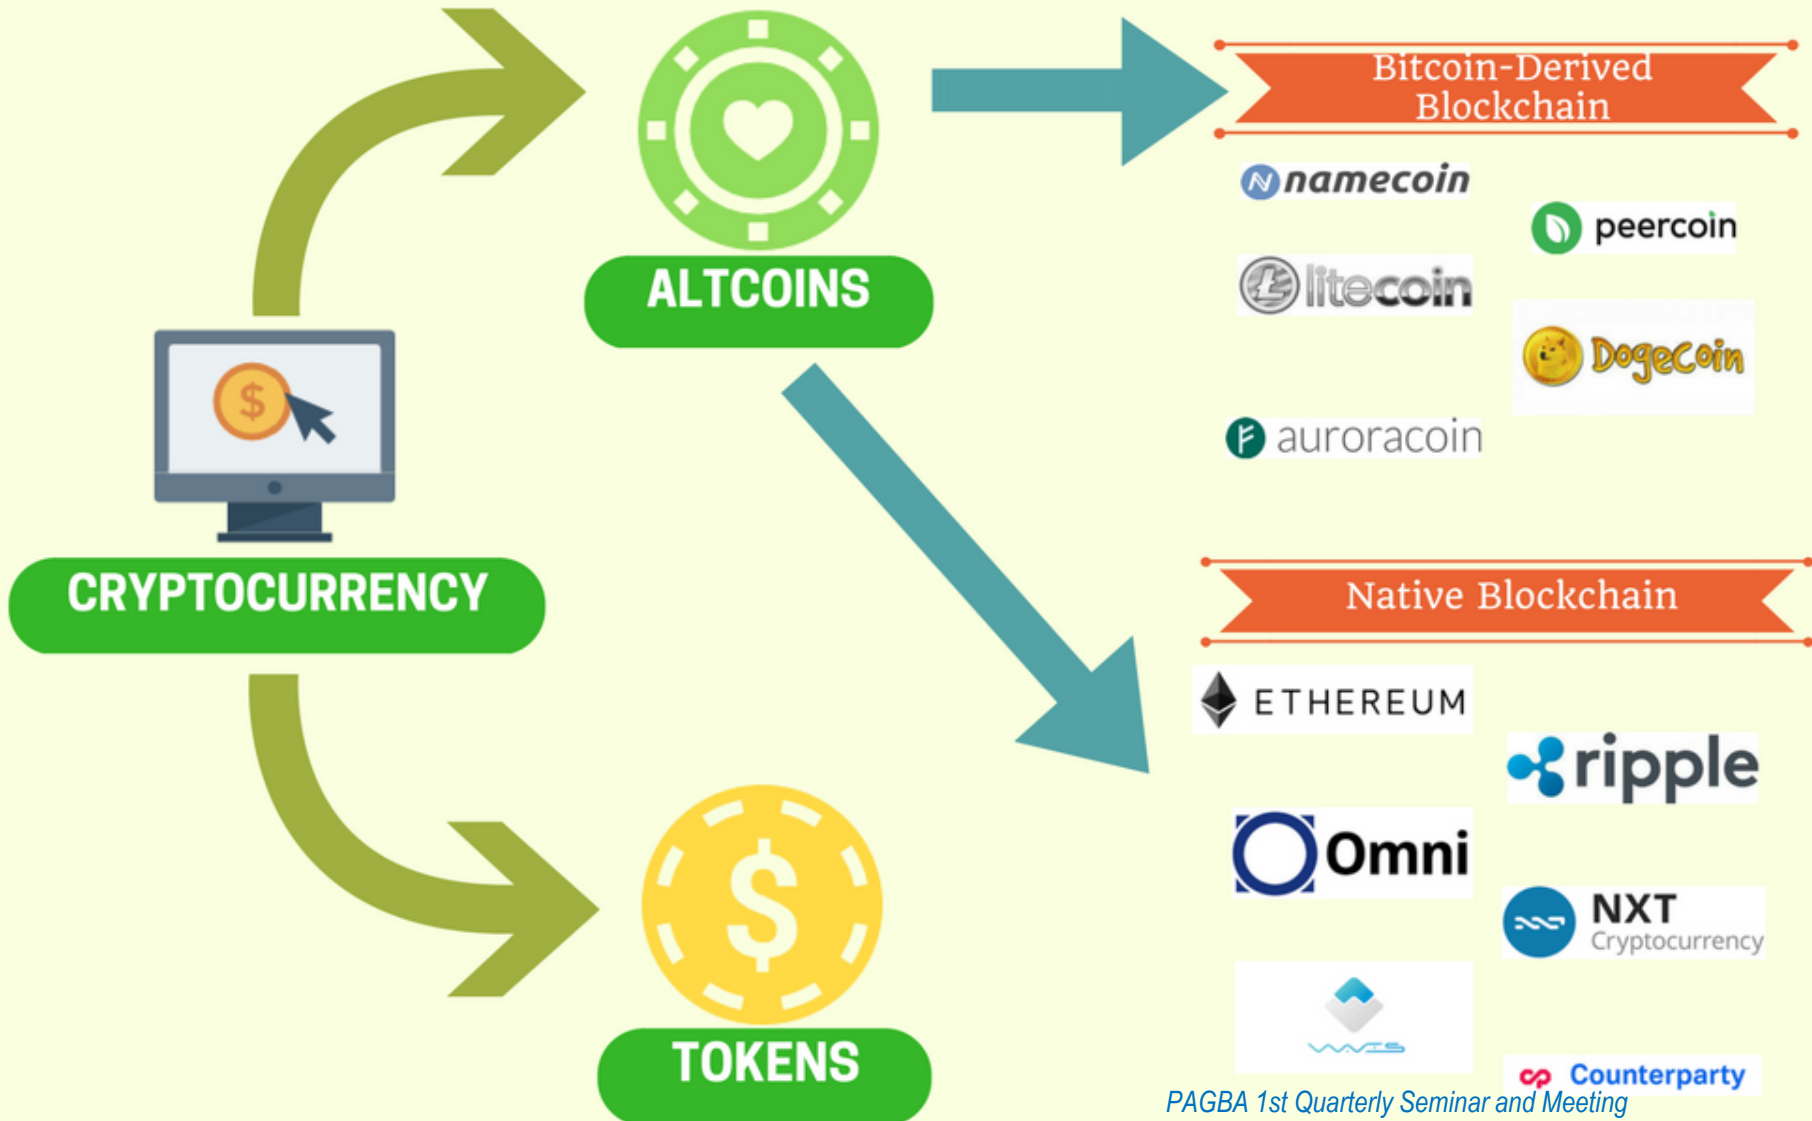 ALTCOINS
CRYPTOCURRENCY
TOKENS
Bitcoin-Derived
Blockchain
namecoin
peercoin
litecoin
Dogecoin
auroracoin
Native Blockchain
ETHEREUM
ripple
Omni
NXT
Cryptocurrency
Counterparty
PAGBA 1st Quarterly Seminar and Meeting